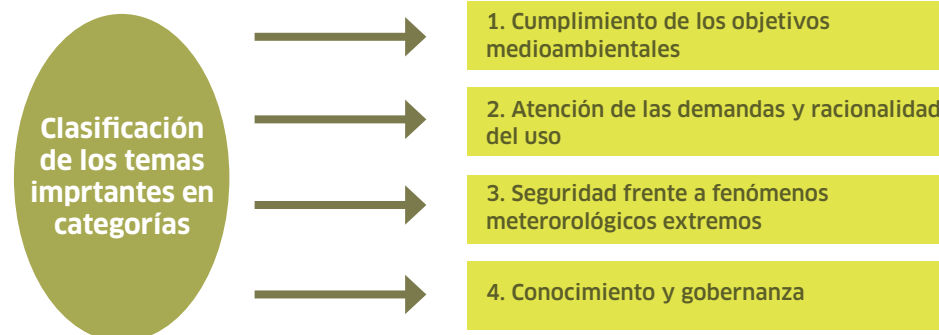 Clasificación
de los temas
imprtantes en
categorías
1. Cumplimiento de los objetivos
medioambientales
2. Atención de las demandas y racionalidad
del uso
3. Seguridad frente a fenómenos
meterorológicos extremos
4. Conocimiento y gobernanza